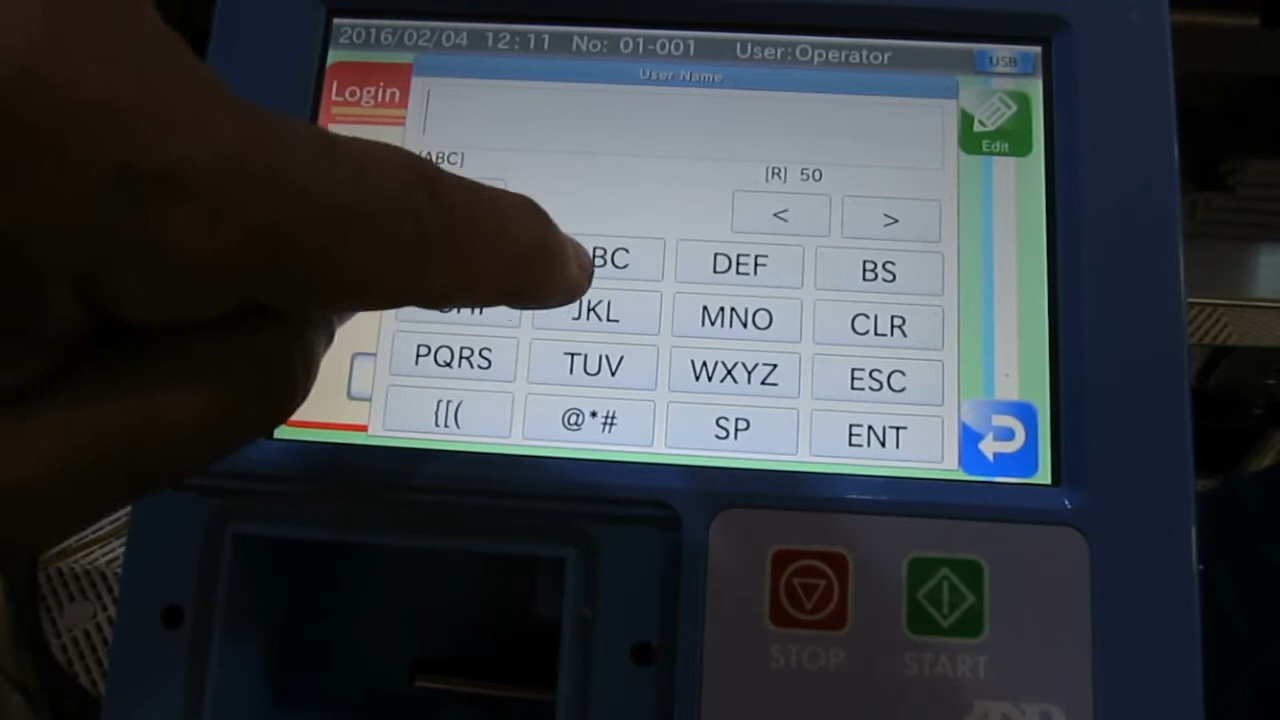 2016/02/04 12:11 No: 01-001 User:Operator USB
User Name
Login
Edit
[ABC]
[R] 50
< >
BC DEF BS
JKL MNO CLR
PQRS TUV WXYZ ESC
{[( @*# SP ENT
STOP START
AND